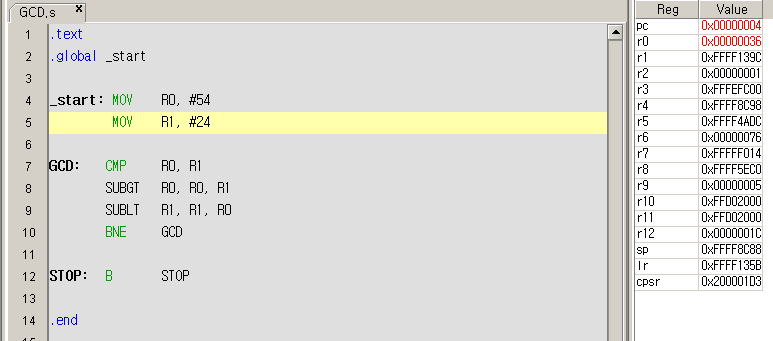 GCD.s x
Reg Value
1 .text
2 .global _start
3
4 _start: MOV R0, #54
5 MOV R1, #24
6
7 GCD: CMP R0, R1
8 SUBGT R0, R0, R1
9 SUBLT R1, R1, R0
10 BNE GCD
11
12 STOP: B STOP
13
14 .end
pc 0x00000004
r0 0x00000036
r1 0xFFFF139C
r2 0x00000001
r3 0xFFFEFC00
r4 0xFFFF8C98
r5 0xFFFF4ADC
r6 0x00000076
r7 0xFFFFF014
r8 0xFFFF5EC0
r9 0x00000005
r10 0xFFD02000
r11 0xFFD02000
r12 0x0000001C
sp 0xFFFF8C88
lr 0xFFFF135B
cpsr 0x200001D3